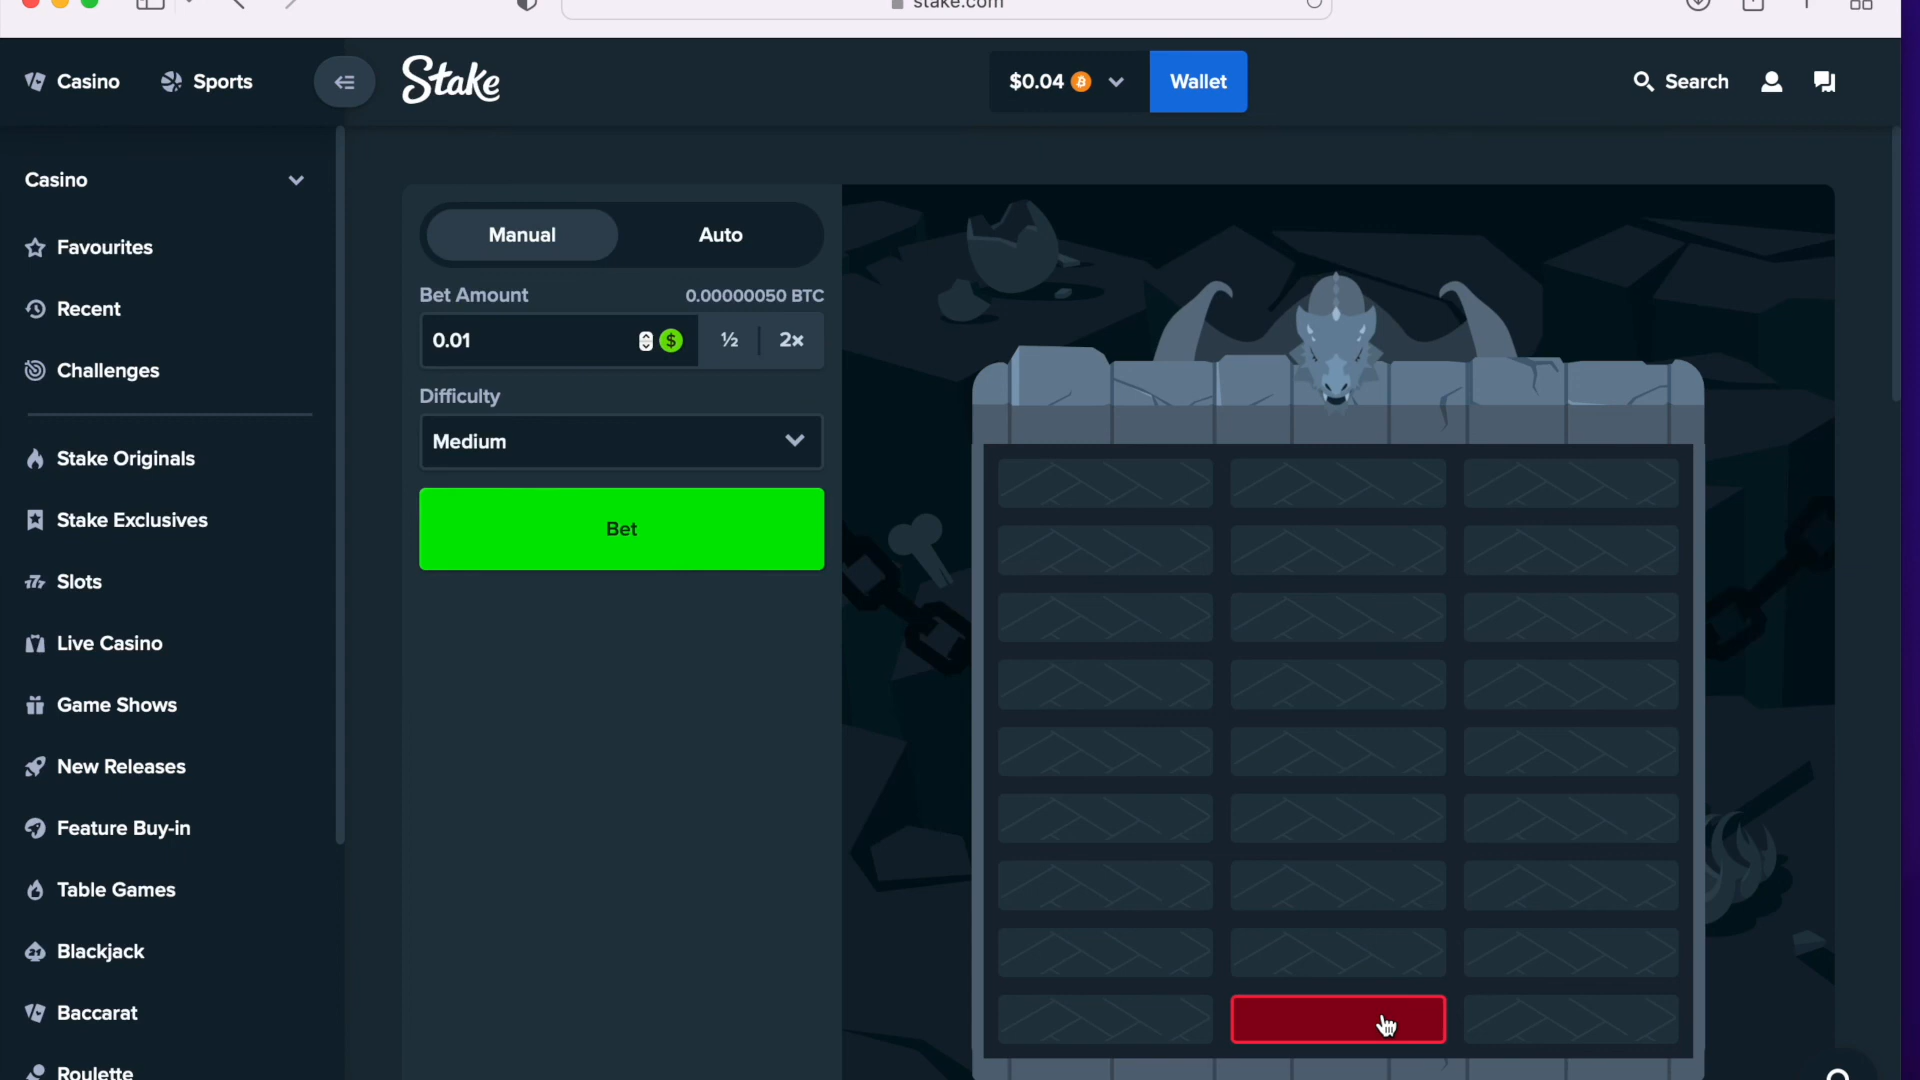 stake.com
Casino
Sports
Stake
$0.04
Wallet
Search
Casino
Favourites
Recent
Challenges
Stake Originals
Stake Exclusives
Slots
Live Casino
Game Shows
New Releases
Feature Buy-in
Table Games
Blackjack
Baccarat
Roulette
Manual
Auto
Bet Amount
0.00000050 BTC
0.01
$
½
2×
Difficulty
Medium
Bet